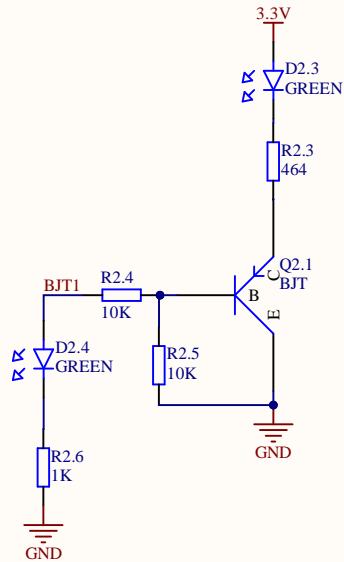 3.3V
D2.3
GREEN
R2.3
464
C
Q2.1
BJT
B
E
BJT1
R2.4
10K
D2.4
GREEN
R2.5
10K
R2.6
1K
GND
GND